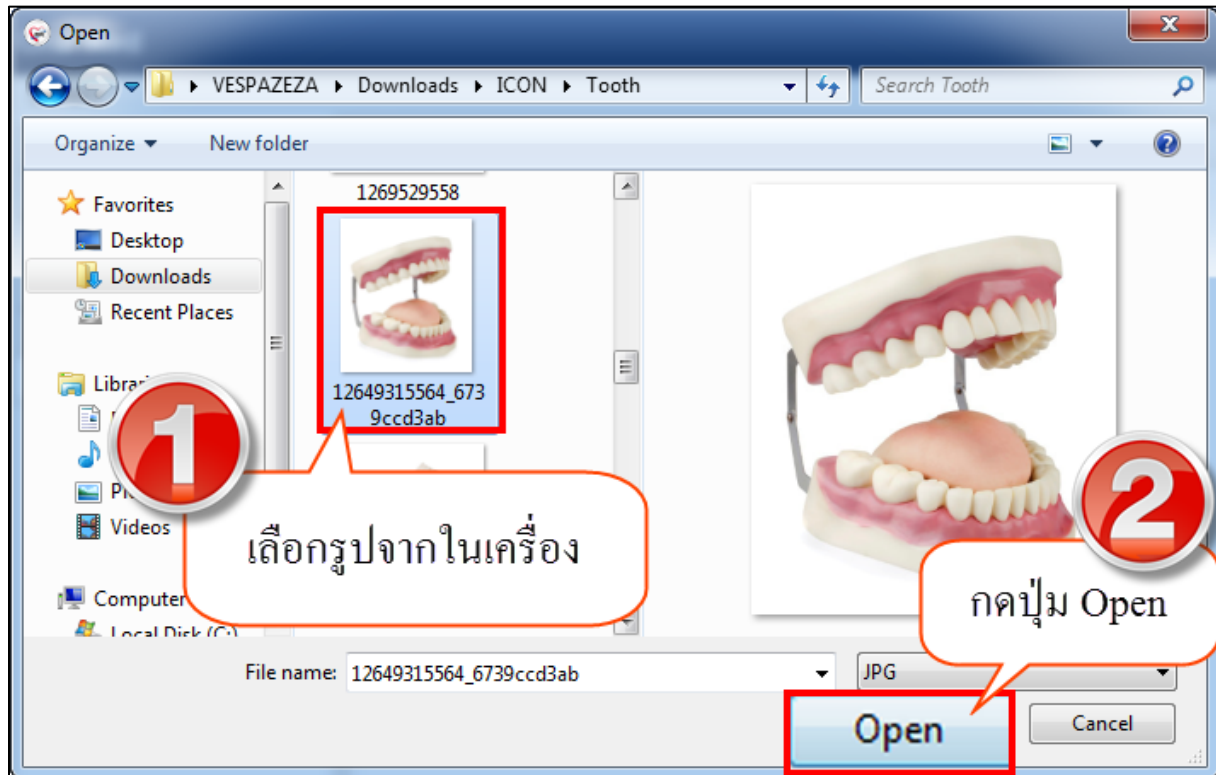 Open
VESPAZEZA Downloads ICON Tooth
Search Tooth
Organize
New folder
Favorites
Desktop
Downloads
Recent Places
Computer
Videos
1269529558
12649315564_673
9ccd3ab
1
เลือกรูปจากในเครื่อง
2
กดปุ่ม Open
File name: 12649315564_6739ccd3ab
JPG
Open
Cancel